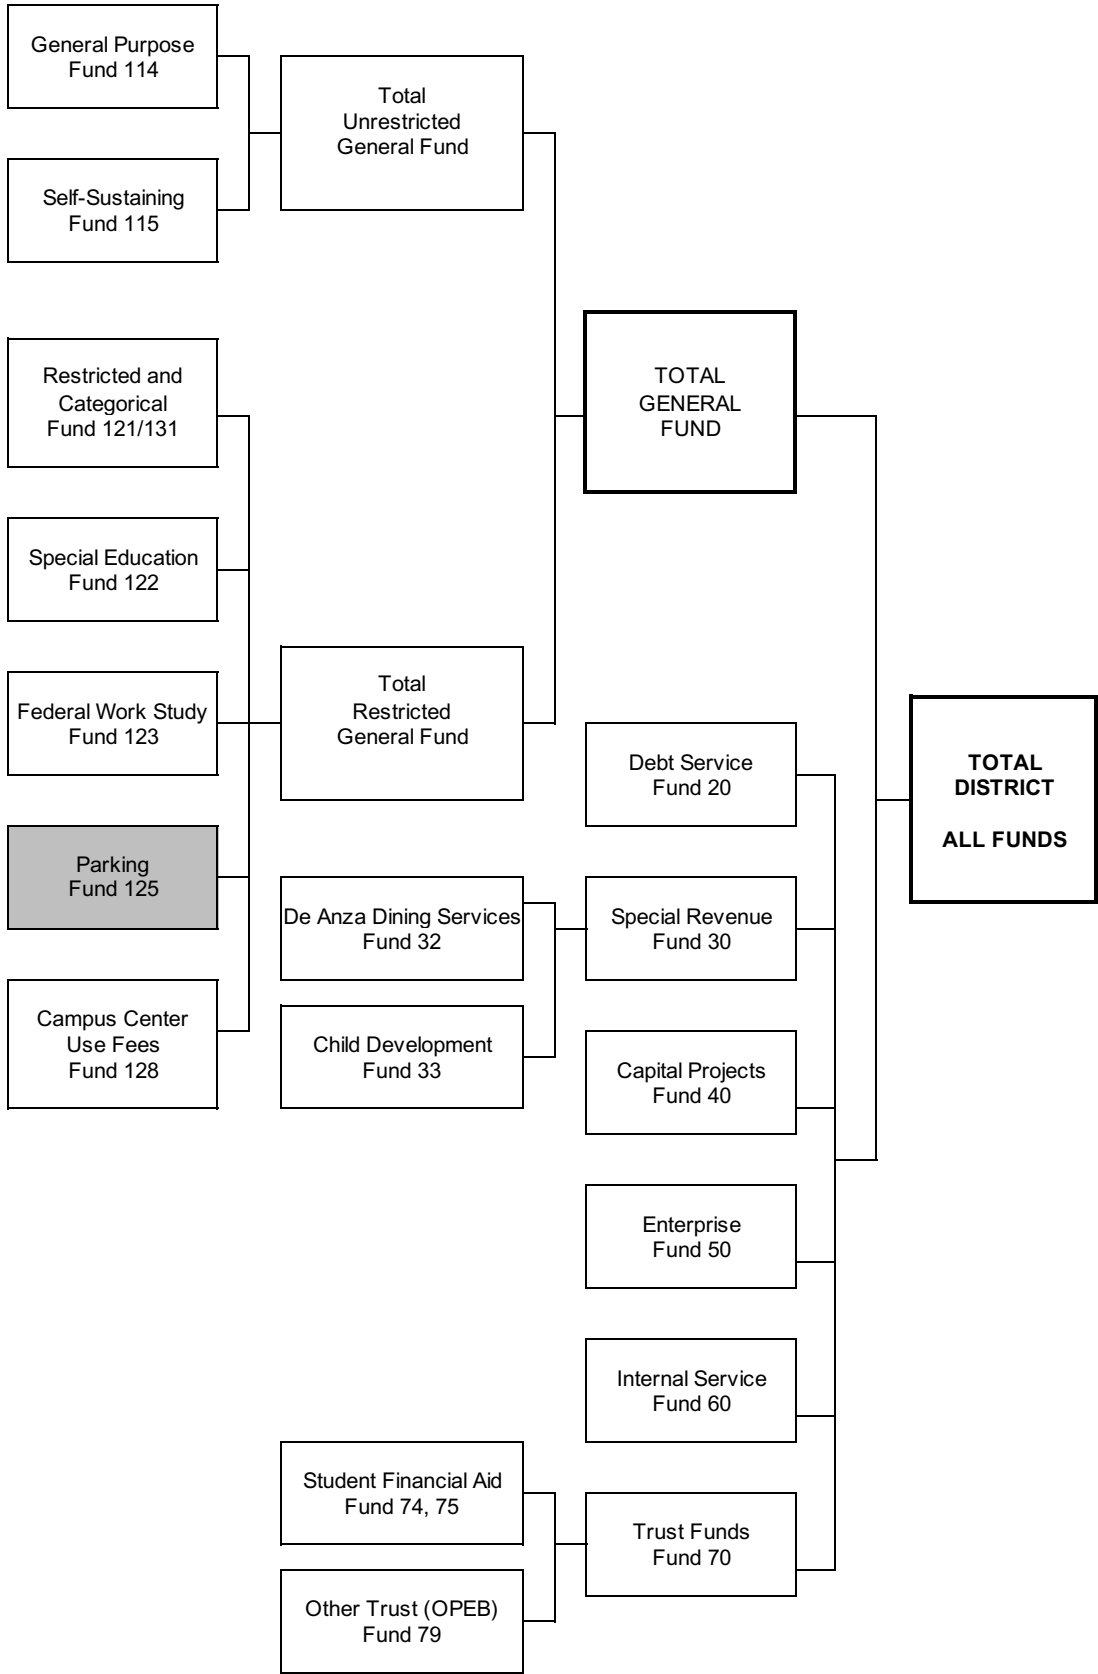 General Purpose
Fund 114
Total
Unrestricted
General Fund
Self-Sustaining
Fund 115
Restricted and
Categorical
Fund 121/131
TOTAL
GENERAL
FUND
Special Education
Fund 122
Federal Work Study
Fund 123
Total
Restricted
General Fund
Debt Service
Fund 20
TOTAL
DISTRICT
ALL FUNDS
Parking
Fund 125
De Anza Dining Services
Fund 32
Special Revenue
Fund 30
Campus Center
Use Fees
Fund 128
Child Development
Fund 33
Capital Projects
Fund 40
Enterprise
Fund 50
Internal Service
Fund 60
Student Financial Aid
Fund 74, 75
Trust Funds
Fund 70
Other Trust (OPEB)
Fund 79